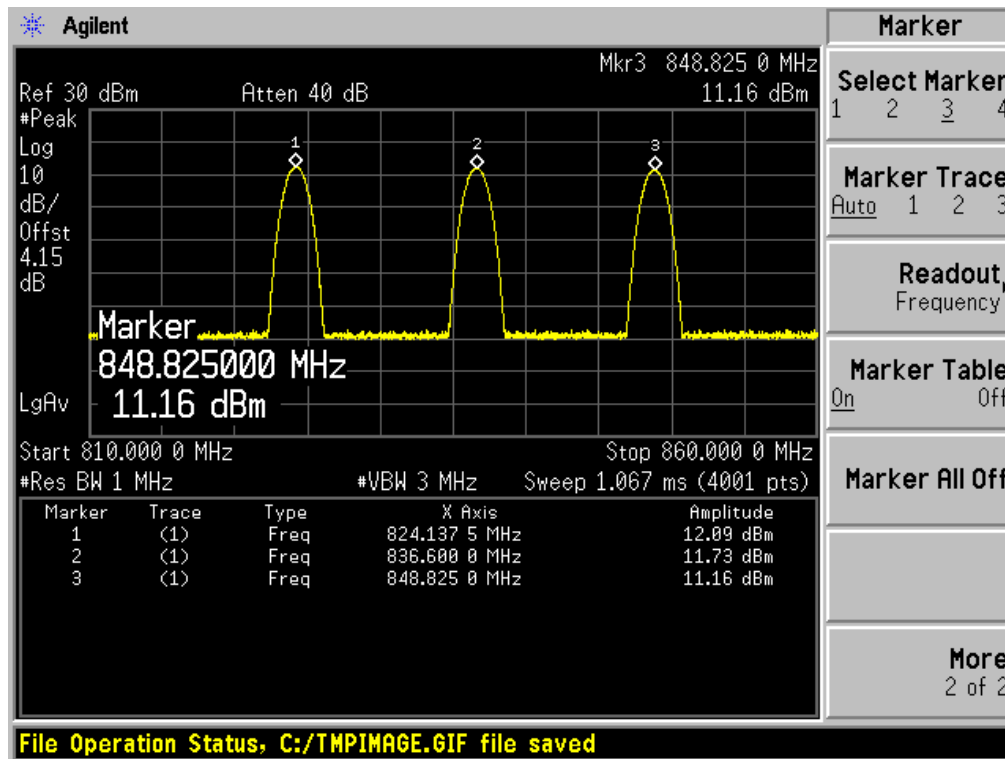 Agilent
Marker
Mkr3 848.825 0 MHz
Ref 30 dBm Atten 40 dB 11.16 dBm
#Peak
Log
10
dB/
Offst
4.15
dB
1 2 3
Marker
848.825000 MHz
11.16 dBm
LgAv
Start 810.000 0 MHz Stop 860.000 0 MHz
#Res BW 1 MHz #VBW 3 MHz Sweep 1.067 ms (4001 pts)
Marker Trace Type X Axis Amplitude
1 (1) Freq 824.137 5 MHz 12.09 dBm
2 (1) Freq 836.600 0 MHz 11.73 dBm
3 (1) Freq 848.825 0 MHz 11.16 dBm
Select Marker
1 2 3 4
Marker Trace
Auto 1 2 3
Readout,
Frequency
Marker Table
On Off
Marker All Off
More
2 of 2
File Operation Status, C:/TMPIMAGE.GIF file saved